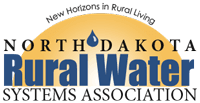 New Horizons in Rural Living
NORTH DAKOTA
Rural Water
SYSTEMS ASSOCIATION